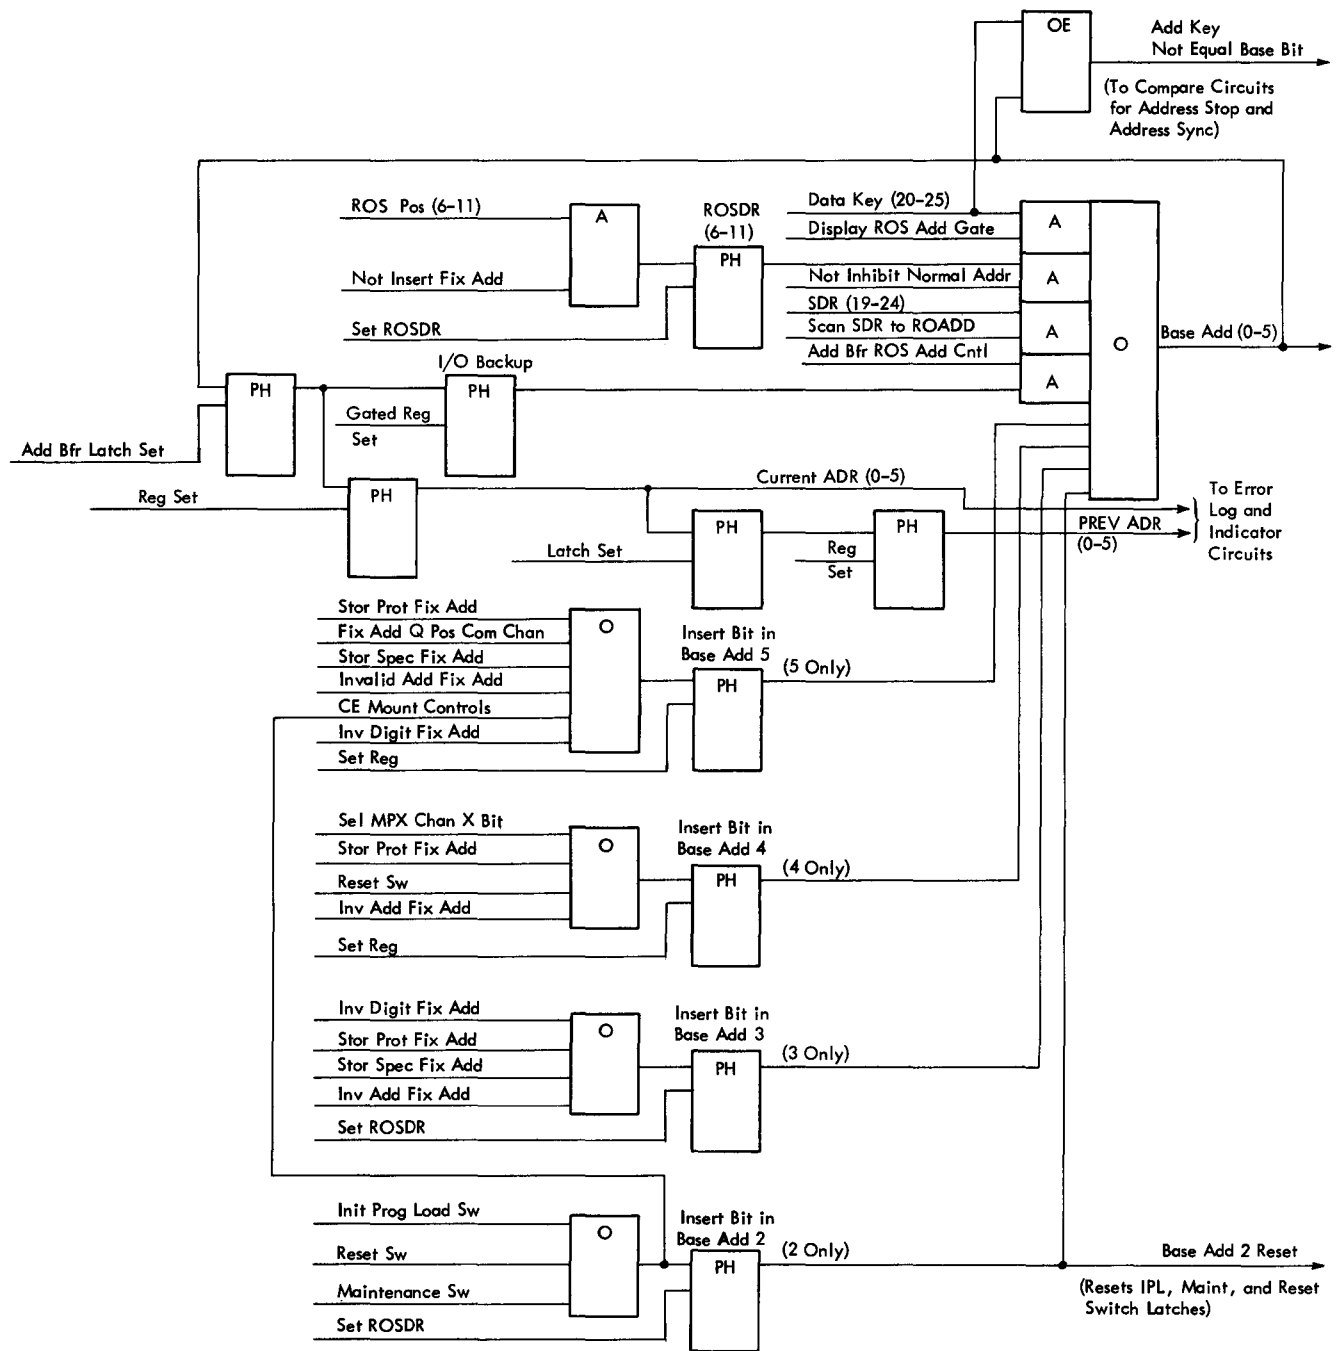 OE
Add Key
Not Equal Base Bit
(To Compare Circuits
for Address Stop and
Address Sync)
ROS Pos (6-11)
A
Not Insert Fix Add
Set ROSDR
ROSDR
(6-11)
PH
Data Key (20-25)
Display ROS Add Gate
A
Not Inhibit Normal Addr
A
SDR (19-24)
Scan SDR to ROADD
A
Add Bfr ROS Add Cntl
A
O
Base Add (0-5)
I/O Backup
PH
PH
Gated Reg
Set
Add Bfr Latch Set
Reg Set
PH
Current ADR (0-5)
To Error
Log and
Indicator
Circuits
PREV ADR
(0-5)
Latch Set
PH
Reg
Set
PH
Stor Prot Fix Add
Fix Add Q Pos Com Chan
Stor Spec Fix Add
Invalid Add Fix Add
CE Mount Controls
Inv Digit Fix Add
Set Reg
O
Insert Bit in
Base Add 5
PH
(5 Only)
Sel MPX Chan X Bit
Stor Prot Fix Add
Reset Sw
Inv Add Fix Add
Set Reg
O
Insert Bit in
Base Add 4
PH
(4 Only)
Inv Digit Fix Add
Stor Prot Fix Add
Stor Spec Fix Add
Inv Add Fix Add
Set ROSDR
O
Insert Bit in
Base Add 3
PH
(3 Only)
Init Prog Load Sw
Reset Sw
Maintenance Sw
Set ROSDR
O
Insert Bit in
Base Add 2
PH
(2 Only)
Base Add 2 Reset
(Resets IPL, Maint, and Reset
Switch Latches)